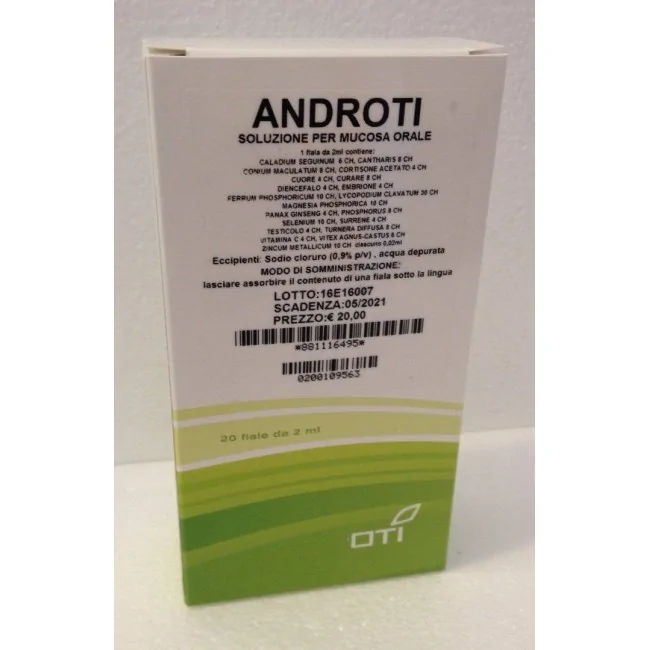 ANDROTI
SOLUZIONE PER MUCOSA ORALE
1 fiala da 2ml contiene:
CALADIUM SEGUINUM 6 CH, CANTHARIS 8 CH
CONIUM MACULATUM 8 CH, CORTISONE ACETATO 4 CH
CUORE 4 CH, CURARE 8 CH
DIENCEFALO 4 CH, EMBRIONE 4 CH
FERRUM PHOSPHORICUM 10 CH, LYCOPODIUM CLAVATUM 30 CH
MAGNESIA PHOSPHORICA 10 CH
PANAX GINSENG 4 CH, PHOSPHORUS 8 CH
SELENIUM 10 CH, SURRENE 4 CH
TESTICOLO 4 CH, TURNERA DIFFUSA 8 CH
VITAMINA C 4 CH, VITEX AGNUS-CASTUS 6 CH
ZINCUM METALLICUM 10 CH ciascuno 0,02ml
Eccipienti: Sodio cloruro (0,9% p/v) , acqua depurata
MODO DI SOMMINISTRAZIONE:
lasciare assorbire il contenuto di una fiala sotto la lingua
LOTTO:16E16007
SCADENZA:05/2021
PREZZO:€ 20,00
*881116495*
0200109563
20 fiale da 2 ml
OTI